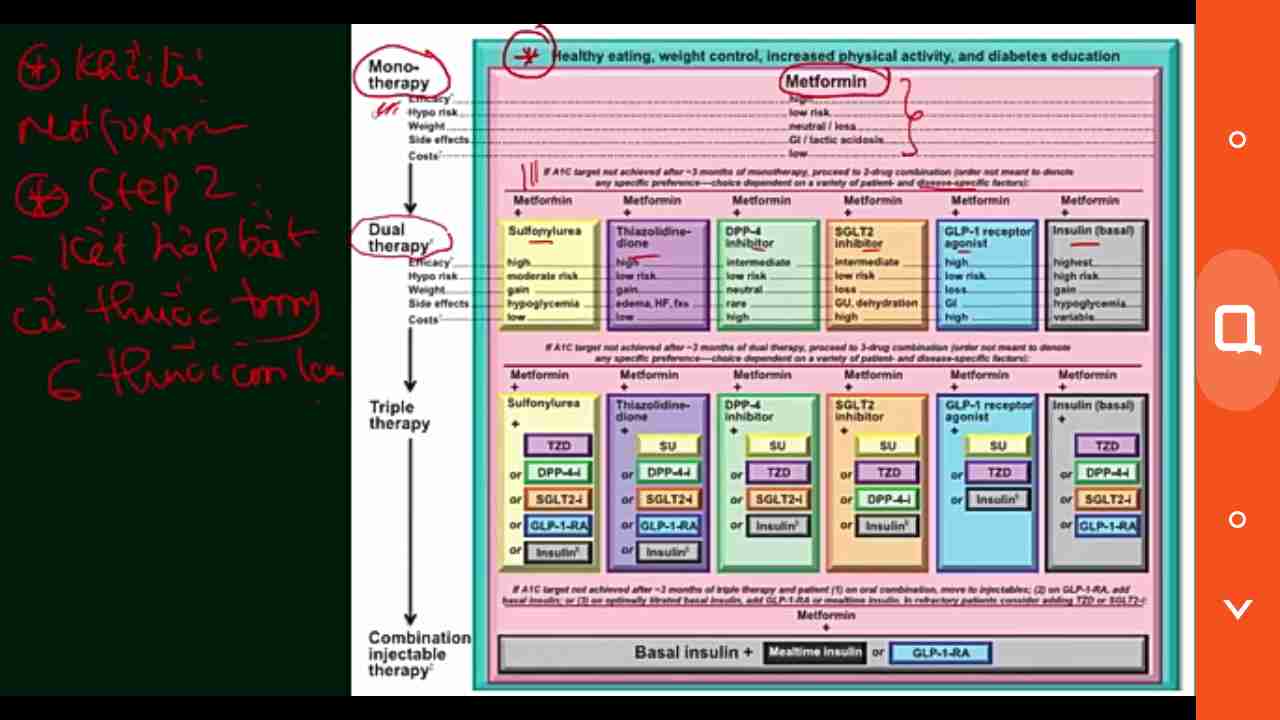 ⊛ Khởi trị
Metformin
⊛ Step 2 :
- Kết hợp bất
cứ thuốc trong
6 thuốc còn lại
Healthy eating, weight control, increased physical activity, and diabetes education
Mono-
therapy
Metformin
Efficacy* high
Hypo risk low risk
Weight neutral / loss
Side effects GI / lactic acidosis
Costs* low
If A1C target not achieved after ~3 months of monotherapy, proceed to 2-drug combination (order not meant to denote
any specific preference—choice dependent on a variety of patient- and disease-specific factors):
Metformin Metformin Metformin Metformin Metformin Metformin
+ + + + + +
Dual
therapy†
Sulfonylurea Thiazolidine-
dione DPP-4
inhibitor SGLT2
inhibitor GLP-1 receptor
agonist Insulin (basal)
Efficacy* high high intermediate intermediate high highest
Hypo risk moderate risk low risk low risk low risk low risk high risk
Weight gain gain neutral loss loss gain
Side effects hypoglycemia edema, HF, fxs rare GU, dehydration GI hypoglycemia
Costs* low low high high high variable
If A1C target not achieved after ~3 months of dual therapy, proceed to 3-drug combination (order not meant to denote
any specific preference—choice dependent on a variety of patient- and disease-specific factors):
Metformin Metformin Metformin Metformin Metformin Metformin
+ + + + + +
Triple
therapy
Sulfonylurea Thiazolidine-
dione DPP-4
inhibitor SGLT2
inhibitor GLP-1 receptor
agonist Insulin (basal)
+ + + + + +
TZD SU SU SU SU TZD
or DPP-4-i or DPP-4-i or TZD or TZD or TZD or DPP-4-i
or SGLT2-i or SGLT2-i or SGLT2-i or DPP-4-i or Insulin§ or SGLT2-i
or GLP-1-RA or GLP-1-RA or Insulin§ or Insulin§ or GLP-1-RA
or Insulin§ or Insulin§
If A1C target not achieved after ~3 months of triple therapy and patient (1) on oral combination, move to injectables; (2) on GLP-1-RA, add
basal insulin; or (3) on optimally titrated basal insulin, add GLP-1-RA or mealtime insulin. In refractory patients consider adding TZD or SGLT2-i:
Metformin
+
Combination
injectable
therapy‡
Basal insulin + Mealtime insulin or GLP-1-RA